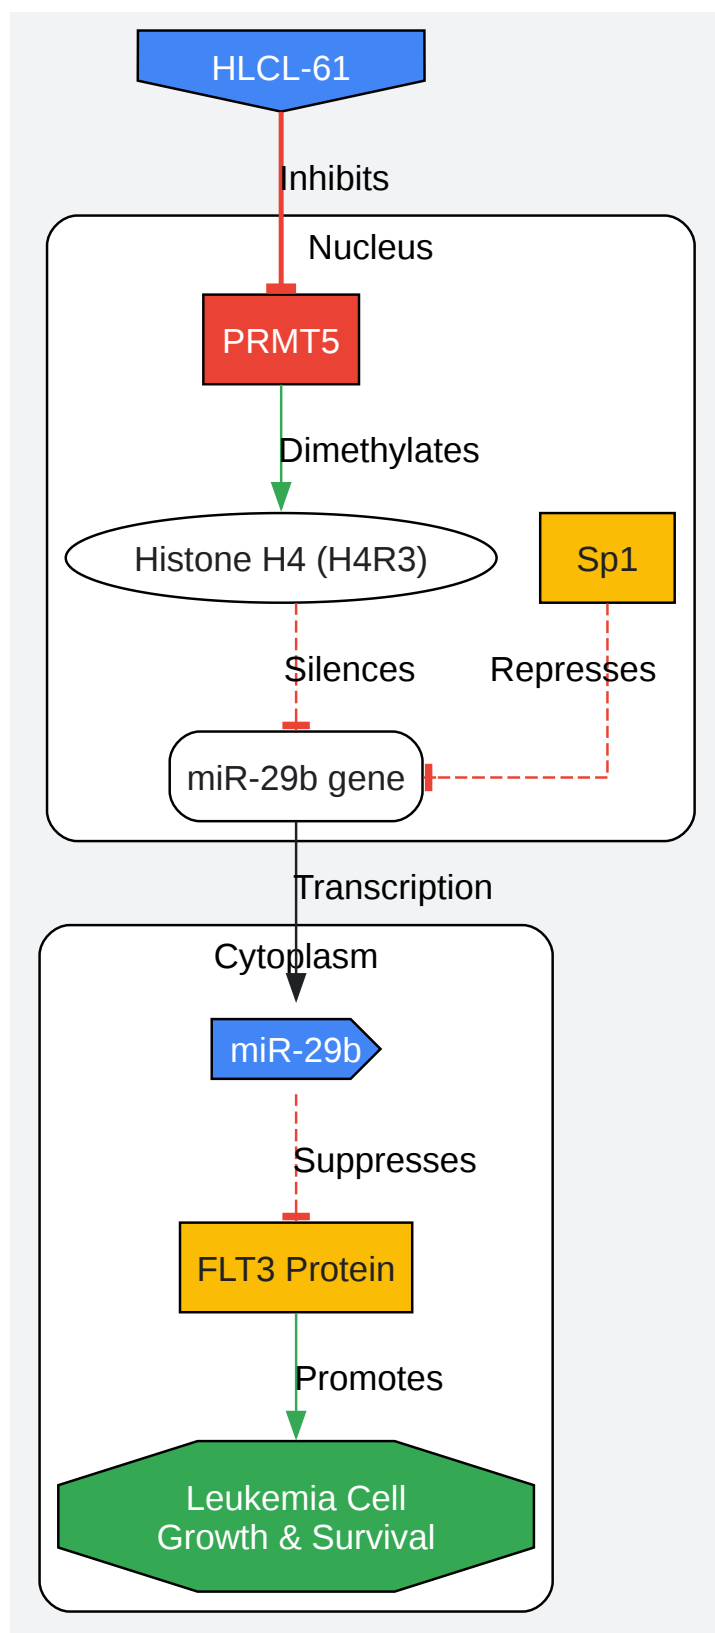 HLCL-61
Inhibits
Nucleus
PRMT5
Dimethylates
Histone H4 (H4R3)
Sp1
Silences
Represses
miR-29b gene
Transcription
Cytoplasm
miR-29b
Suppresses
FLT3 Protein
Promotes
Leukemia Cell
Growth & Survival